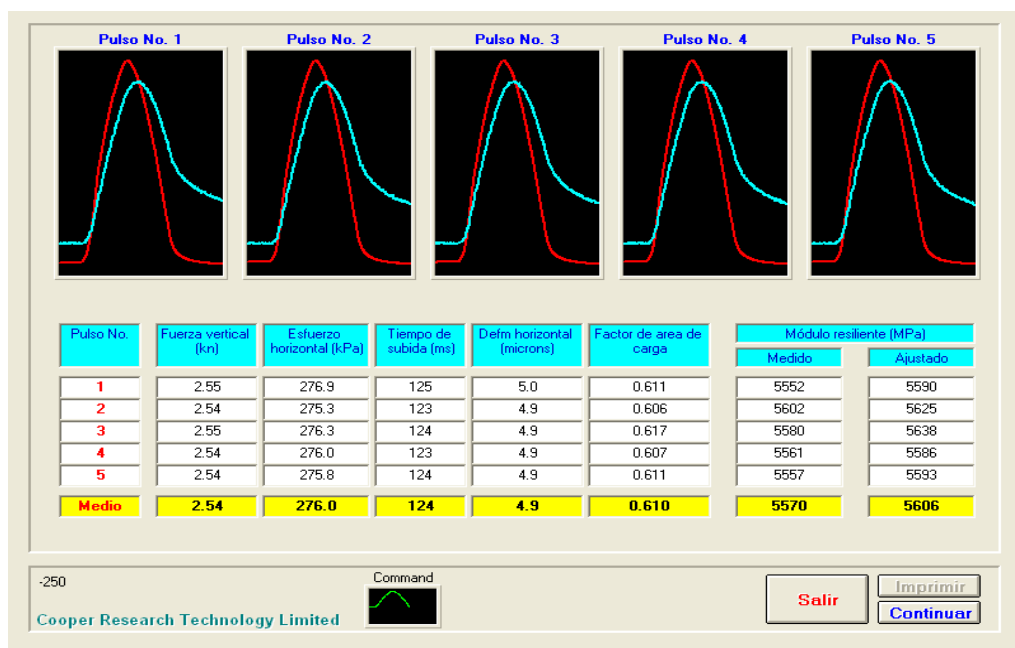 Pulso No. 1 Pulso No. 2 Pulso No. 3 Pulso No. 4 Pulso No. 5
Pulso No. Fuerza vertical Esfuerzo Tiempo de Defm horizontal Factor de area de Módulo resiliente (MPa)
(kn) horizontal (kPa) subida (ms) (microns) carga
Medido Ajustado
1 2.55 276.9 125 5.0 0.611 5552 5590
2 2.54 275.3 123 4.9 0.606 5602 5625
3 2.55 276.3 124 4.9 0.617 5580 5638
4 2.54 276.0 123 4.9 0.607 5561 5586
5 2.54 275.8 124 4.9 0.611 5557 5593
Medio 2.54 276.0 124 4.9 0.610 5570 5606
-250 Command
Imprimir
Salir
Cooper Research Technology Limited Continuar